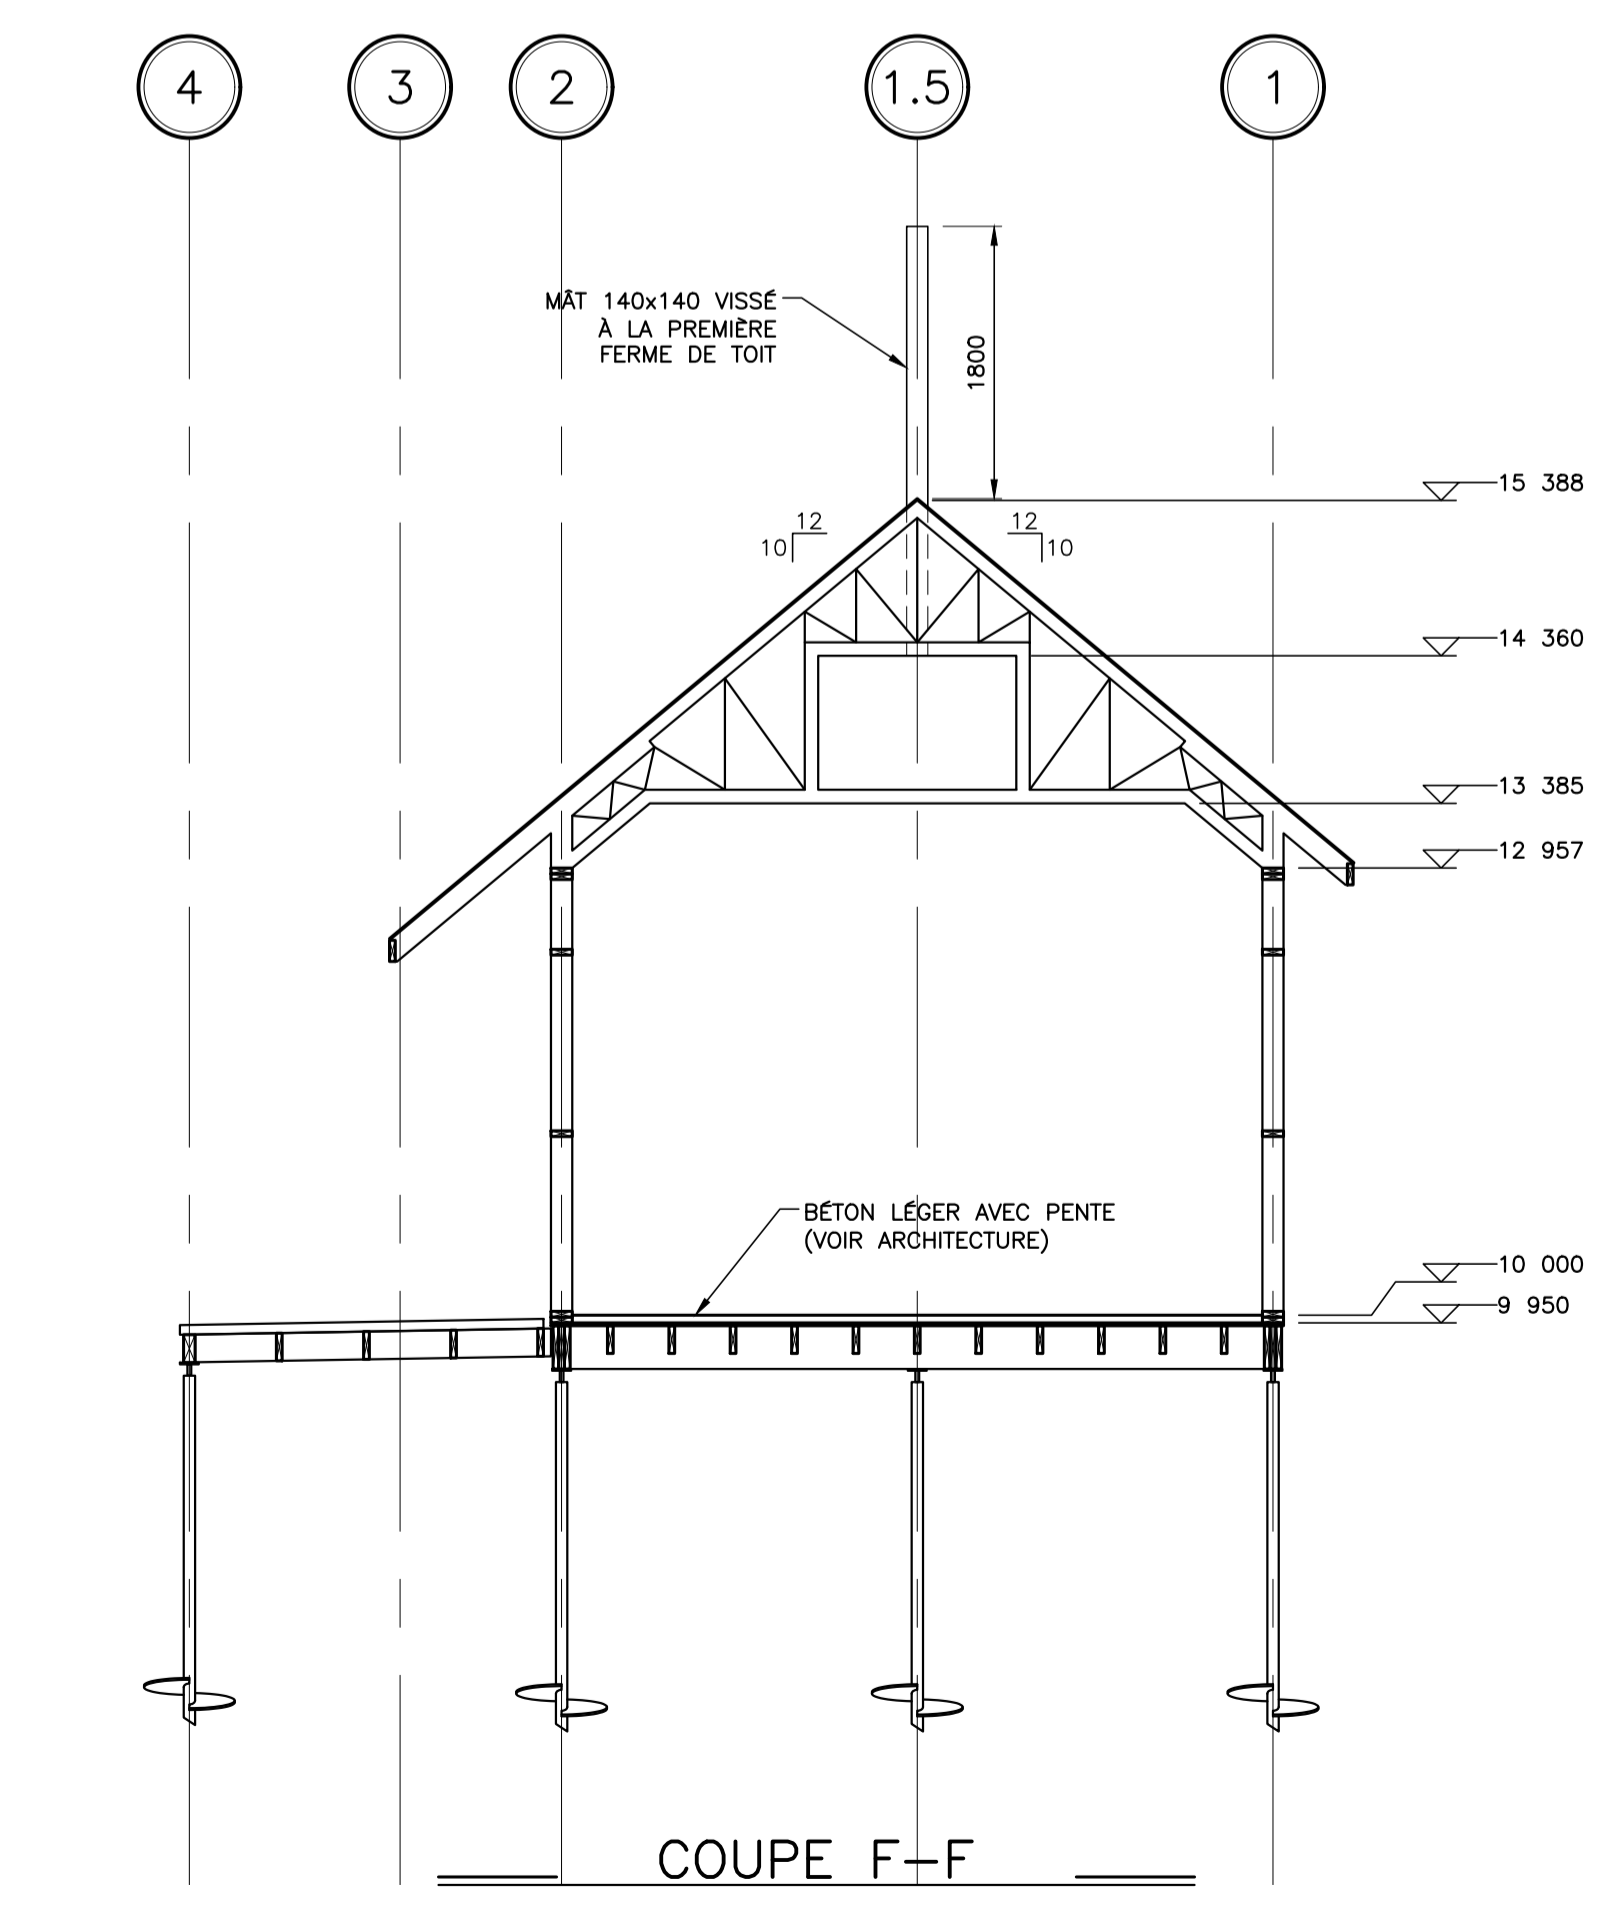 4 3 2 1.5 1
MÂT 140x140 VISSÉ
À LA PREMIÈRE
FERME DE TOIT
1800
15 388
12 12
10 10
14 360
13 385
12 957
BÉTON LÉGER AVEC PENTE
(VOIR ARCHITECTURE)
10 000
9 950
COUPE F-F